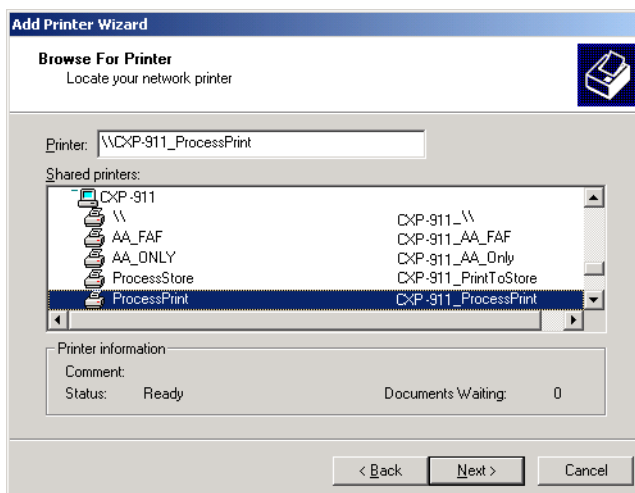 Add Printer Wizard
Browse For Printer
Locate your network printer
Printer: \\CXP-911_ProcessPrint
Shared printers:
CXP-911
\\ CXP-911_\\
AA_FAF CXP-911_AA_FAF
AA_ONLY CXP-911_AA_Only
ProcessStore CXP-911_PrintToStore
ProcessPrint CXP-911_ProcessPrint
Printer information
Comment:
Status: Ready Documents Waiting: 0
< Back Next > Cancel